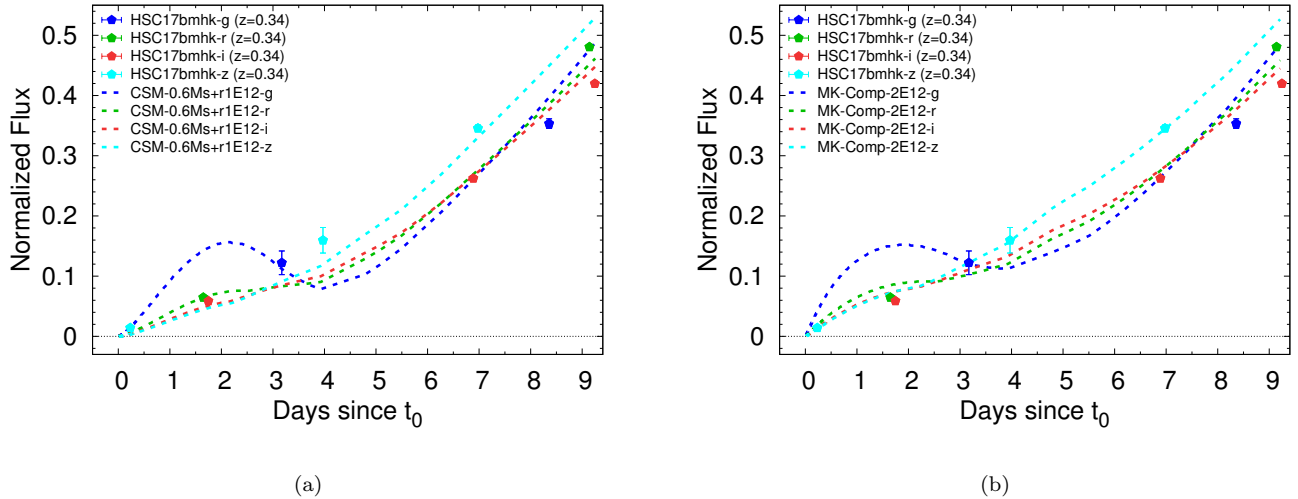 HSC17bmhk-g (z=0.34)
HSC17bmhk-r (z=0.34)
HSC17bmhk-i (z=0.34)
HSC17bmhk-z (z=0.34)
CSM-0.6Ms+r1E12-g
CSM-0.6Ms+r1E12-r
CSM-0.6Ms+r1E12-i
CSM-0.6Ms+r1E12-z
Normalized Flux
0.5
0.4
0.3
0.2
0.1
0
0 1 2 3 4 5 6 7 8 9
Days since t0
(a)
HSC17bmhk-g (z=0.34)
HSC17bmhk-r (z=0.34)
HSC17bmhk-i (z=0.34)
HSC17bmhk-z (z=0.34)
MK-Comp-2E12-g
MK-Comp-2E12-r
MK-Comp-2E12-i
MK-Comp-2E12-z
Normalized Flux
0.5
0.4
0.3
0.2
0.1
0
0 1 2 3 4 5 6 7 8 9
Days since t0
(b)